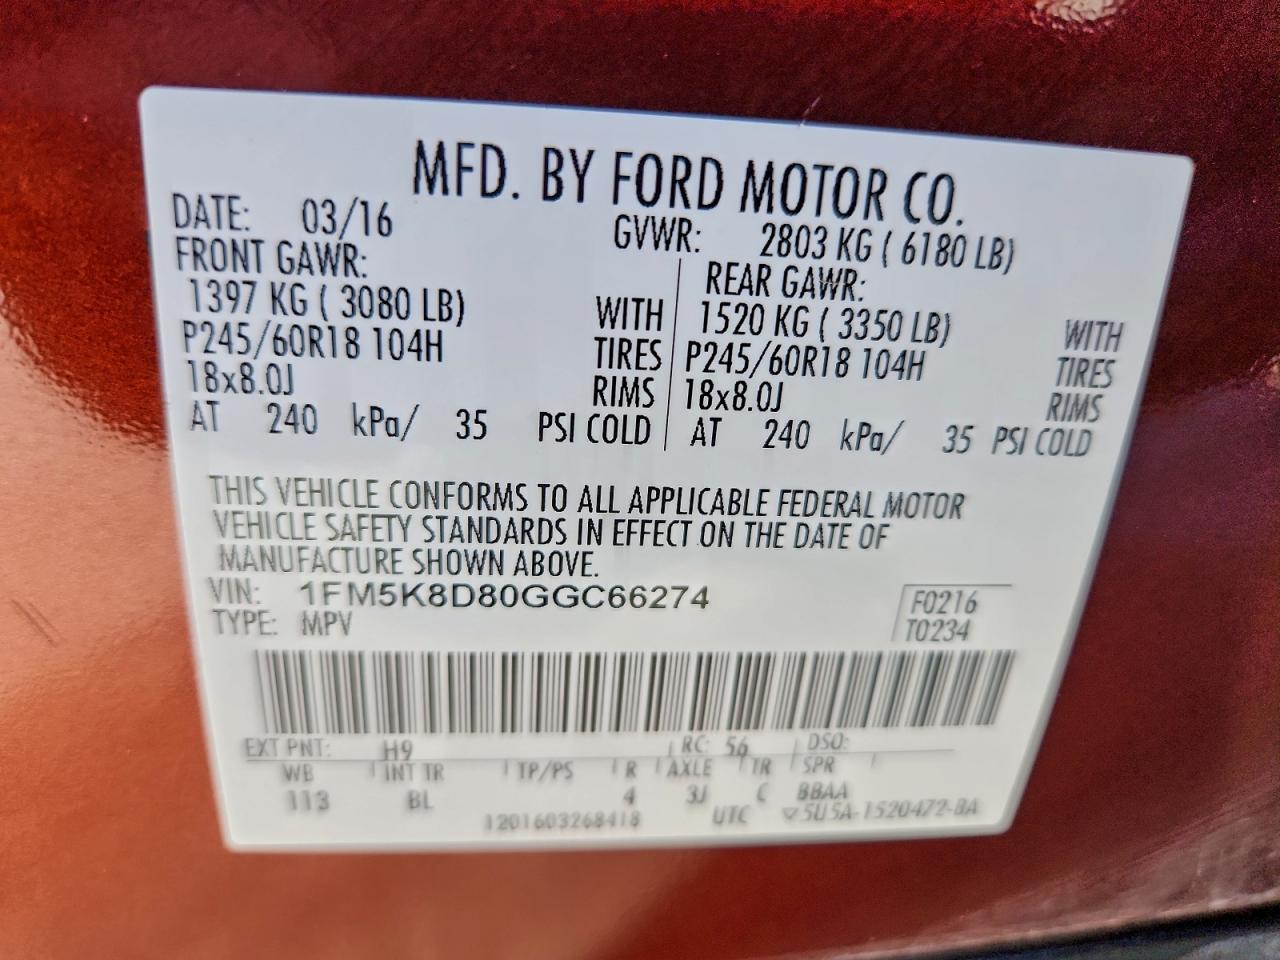 MFD. BY FORD MOTOR CO.
DATE: 03/16 GVWR: 2803 KG ( 6180 LB)
FRONT GAWR: REAR GAWR:
1397 KG ( 3080 LB) WITH 1520 KG ( 3350 LB) WITH
P245/60R18 104H TIRES P245/60R18 104H TIRES
18x8.0J RIMS 18x8.0J RIMS
AT 240 kPa/ 35 PSI COLD AT 240 kPa/ 35 PSI COLD
THIS VEHICLE CONFORMS TO ALL APPLICABLE FEDERAL MOTOR
VEHICLE SAFETY STANDARDS IN EFFECT ON THE DATE OF
MANUFACTURE SHOWN ABOVE.
VIN: 1FM5K8D80GGC66274 F0216
TYPE: MPV T0234
EXT PNT: H9 RC: 56 DSO:
WB INT TR TP/PS R AXLE TR SPR
113 BL 4 3J C BBAA
1201603268418 UTC ▽5U5A-1520472-BA